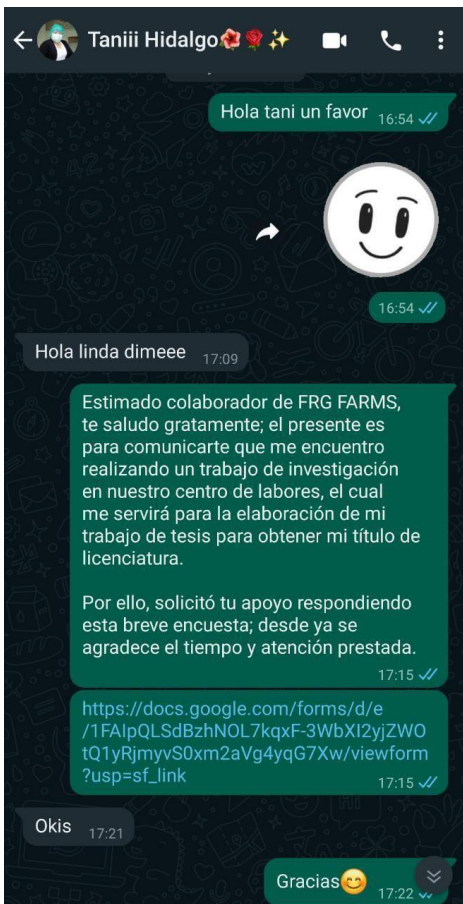 Taniii Hidalgo🌺🌹✨
Hola tani un favor 16:54
16:54
Hola linda dimeee 17:09
Estimado colaborador de FRG FARMS,
te saludo gratamente; el presente es
para comunicarte que me encuentro
realizando un trabajo de investigación
en nuestro centro de labores, el cual
me servirá para la elaboración de mi
trabajo de tesis para obtener mi título de
licenciatura.
Por ello, solicitó tu apoyo respondiendo
esta breve encuesta; desde ya se
agradece el tiempo y atención prestada.
17:15
https://docs.google.com/forms/d/e
/1FAIpQLSdBzhNOL7kqxF-3WbXI2yjZWO
tQ1yRjmyvS0xm2aVg4yqG7Xw/viewform
?usp=sf_link
17:15
Okis 17:21
Gracias😊 17:22